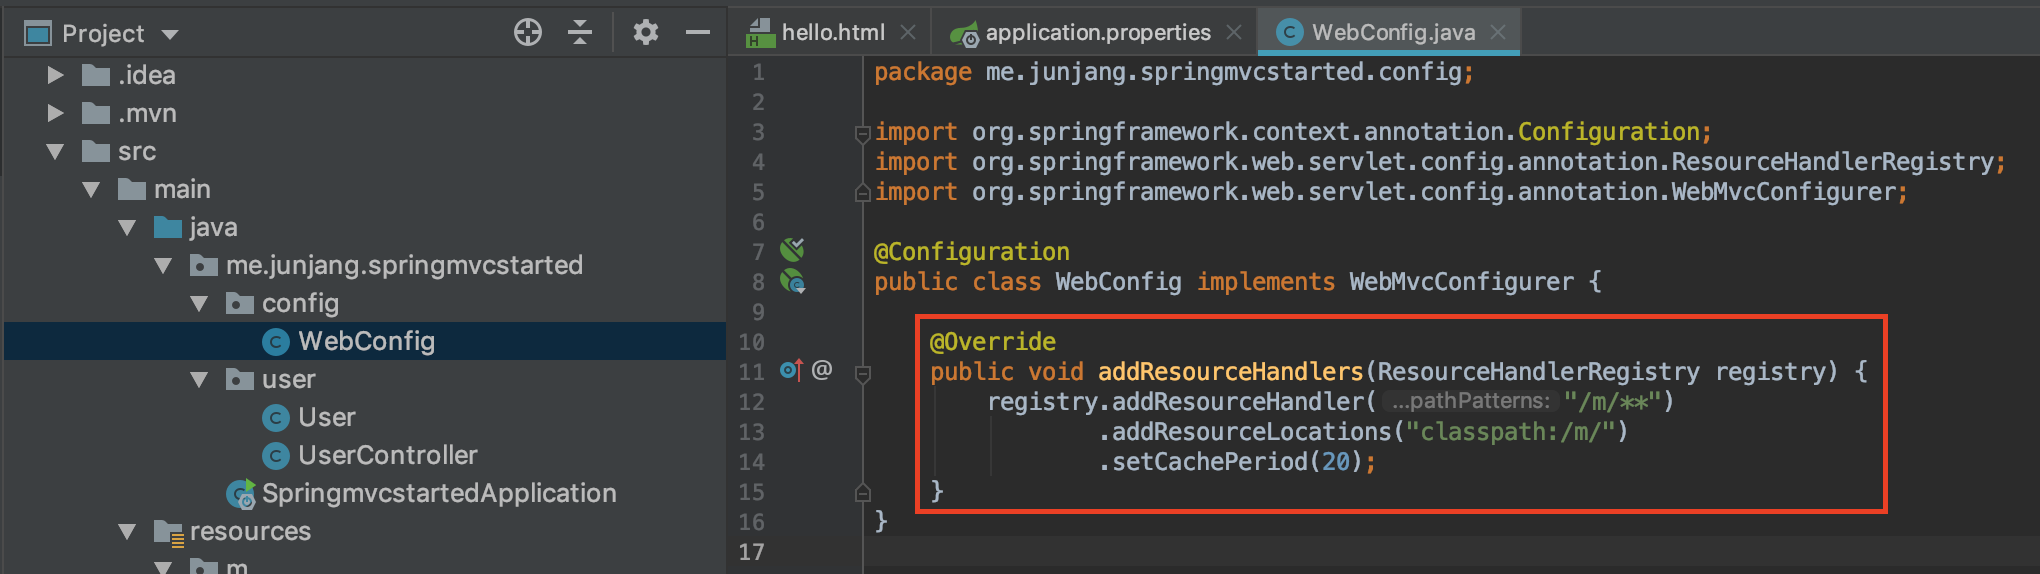 Project
.idea
.mvn
src
main
java
me.junjang.springmvcstarted
config
WebConfig
user
User
UserController
SpringmvcstartedApplication
resources
m
hello.html
application.properties
WebConfig.java
1 package me.junjang.springmvcstarted.config;
2
3 import org.springframework.context.annotation.Configuration;
4 import org.springframework.web.servlet.config.annotation.ResourceHandlerRegistry;
5 import org.springframework.web.servlet.config.annotation.WebMvcConfigurer;
6
7 @Configuration
8 public class WebConfig implements WebMvcConfigurer {
9
10 @Override
11 @ public void addResourceHandlers(ResourceHandlerRegistry registry) {
12 registry.addResourceHandler( ...pathPatterns: "/m/**")
13 .addResourceLocations("classpath:/m/")
14 .setCachePeriod(20);
15 }
16 }
17